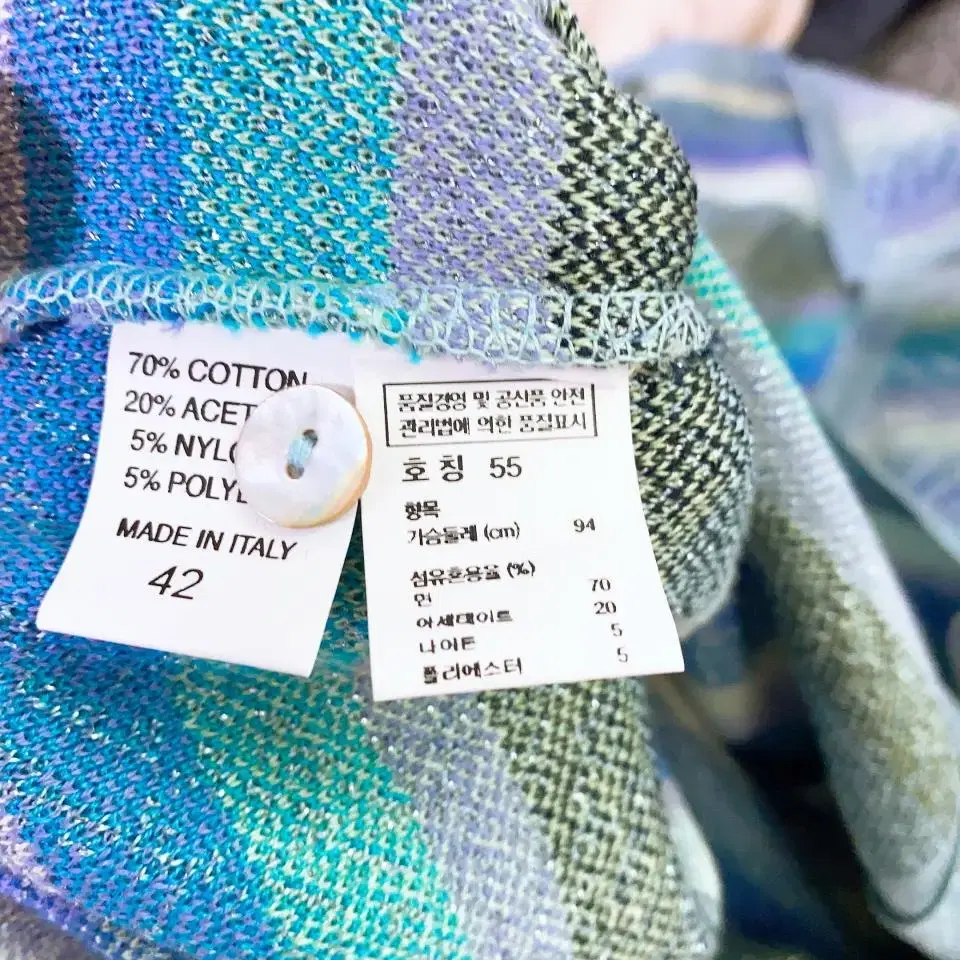 70% COTTON
20% ACET
5% NYLO
5% POLYE
MADE IN ITALY
42
품질경영 및 공산품 안전
관리법에 의한 품질표시
호칭 55
항목
가슴둘레 (cm) 94
섬유혼용율 (%)
면 70
아세테이트 20
나이론 5
폴리에스터 5